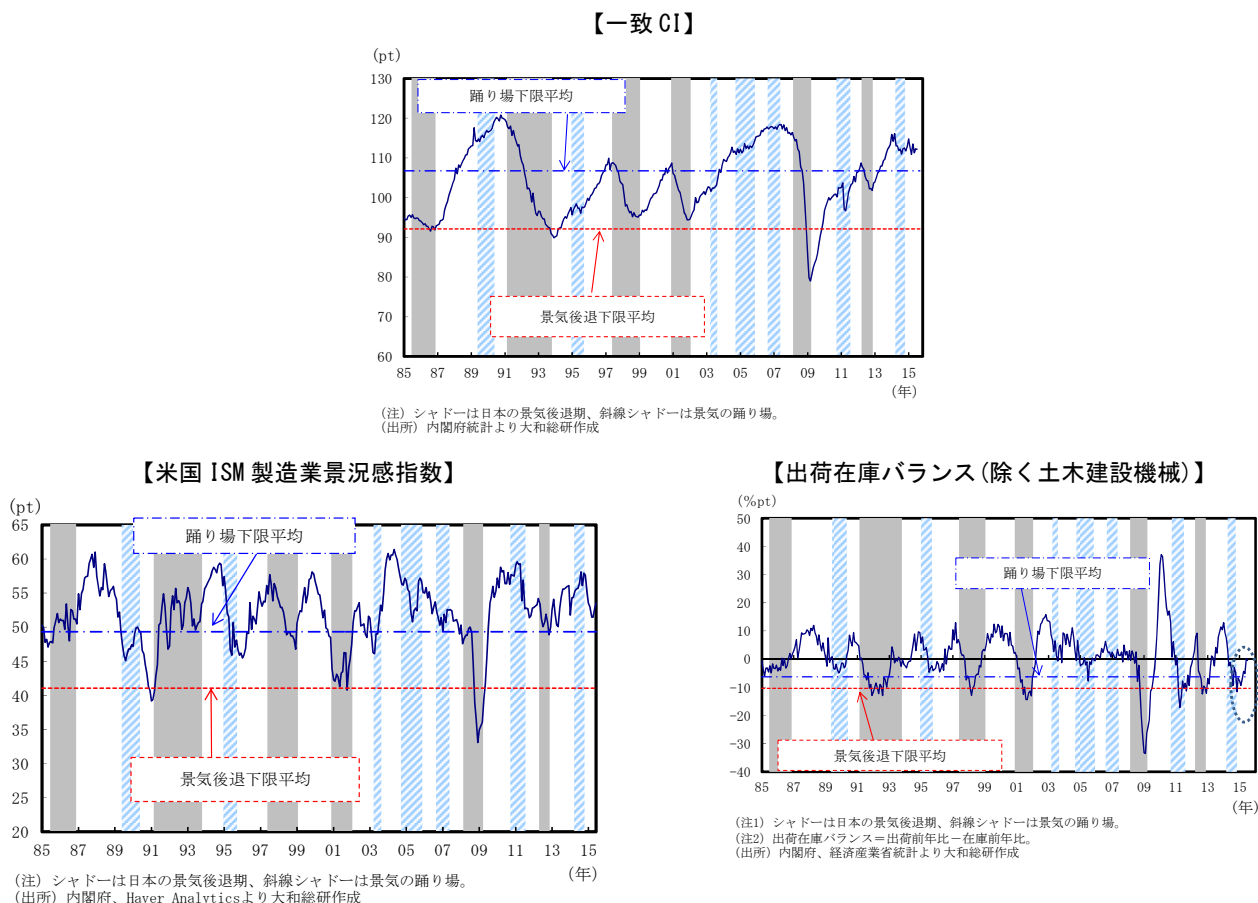 【一致 CI】
(pt)
130
120
110
100
90
80
70
60
踊り場下限平均
景気後退下限平均
85 87 89 91 93 95 97 99 01 03 05 07 09 11 13 15
(年)
(注) シャドーは日本の景気後退期、斜線シャドーは景気の踊り場。
(出所) 内閣府統計より大和総研作成
【米国 ISM 製造業景況感指数】
(pt)
65
60
55
50
45
40
35
30
25
20
踊り場下限平均
景気後退下限平均
85 87 89 91 93 95 97 99 01 03 05 07 09 11 13 15
(年)
(注) シャドーは日本の景気後退期、斜線シャドーは景気の踊り場。
(出所) 内閣府、Haver Analyticsより大和総研作成
【出荷在庫バランス(除く土木建設機械)】
(%pt)
50
40
30
20
10
0
-10
-20
-30
-40
踊り場下限平均
景気後退下限平均
85 87 89 91 93 95 97 99 01 03 05 07 09 11 13 15
(年)
(注1) シャドーは日本の景気後退期、斜線シャドーは景気の踊り場。
(注2) 出荷在庫バランス＝出荷前年比－在庫前年比。
(出所) 内閣府、経済産業省統計より大和総研作成